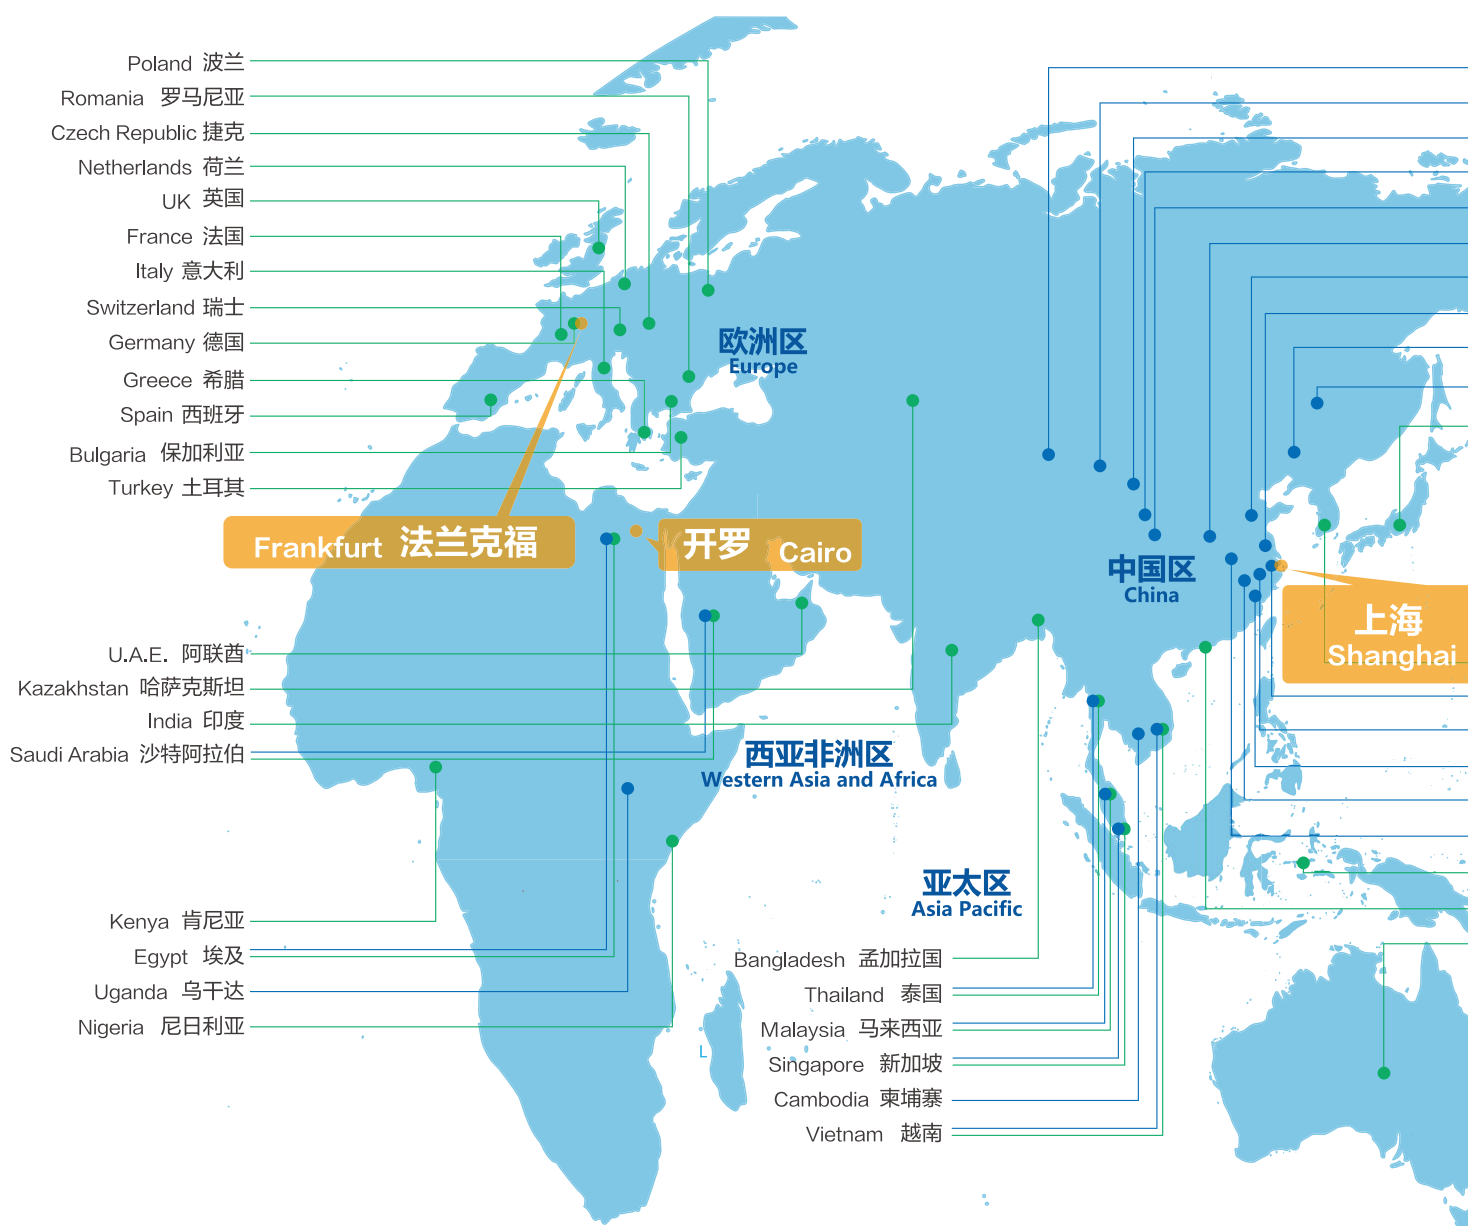 Poland 波兰
Romania 罗马尼亚
Czech Republic 捷克
Netherlands 荷兰
UK 英国
France 法国
Italy 意大利
Switzerland 瑞士
Germany 德国
Greece 希腊
Spain 西班牙
Bulgaria 保加利亚
Turkey 土耳其
欧洲区
Europe
Frankfurt 法兰克福
开罗 Cairo
中国区
China
上海
Shanghai
U.A.E. 阿联酋
Kazakhstan 哈萨克斯坦
India 印度
Saudi Arabia 沙特阿拉伯
西亚非洲区
Western Asia and Africa
亚太区
Asia Pacific
Kenya 肯尼亚
Egypt 埃及
Uganda 乌干达
Nigeria 尼日利亚
Bangladesh 孟加拉国
Thailand 泰国
Malaysia 马来西亚
Singapore 新加坡
Cambodia 柬埔寨
Vietnam 越南
L